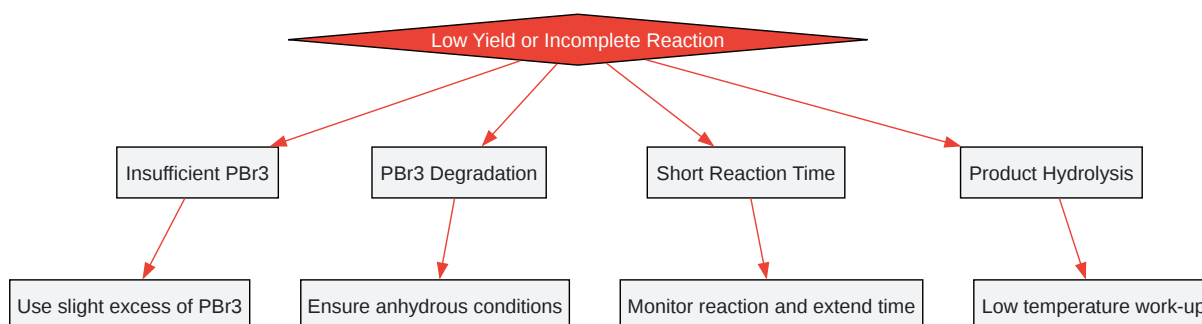 Low Yield or Incomplete Reaction
Insufficient PBr3
PBr3 Degradation
Short Reaction Time
Product Hydrolysis
Use slight excess of PBr3
Ensure anhydrous conditions
Monitor reaction and extend time
Low temperature work-up